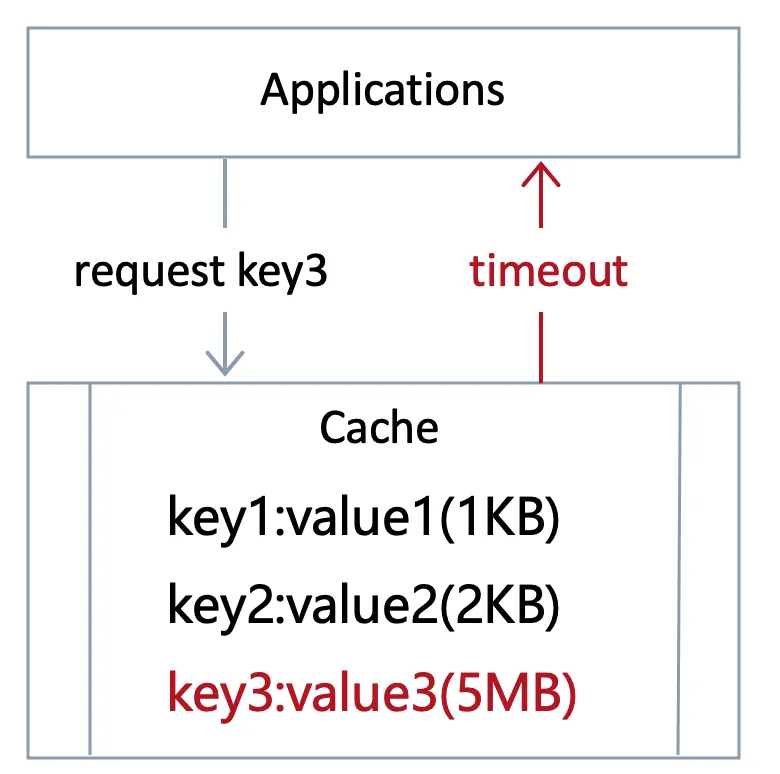 Applications
request key3
timeout
Cache
key1:value1(1KB)
key2:value2(2KB)
key3:value3(5MB)